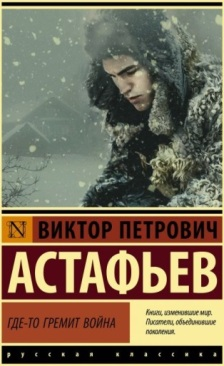 N
ВИКТОР ПЕТРОВИЧ
АСТАФЬЕВ
ГДЕ-ТО ГРЕМИТ ВОЙНА
Книги, изменившие мир.
Писатели, объединившие
поколения.
русская классика